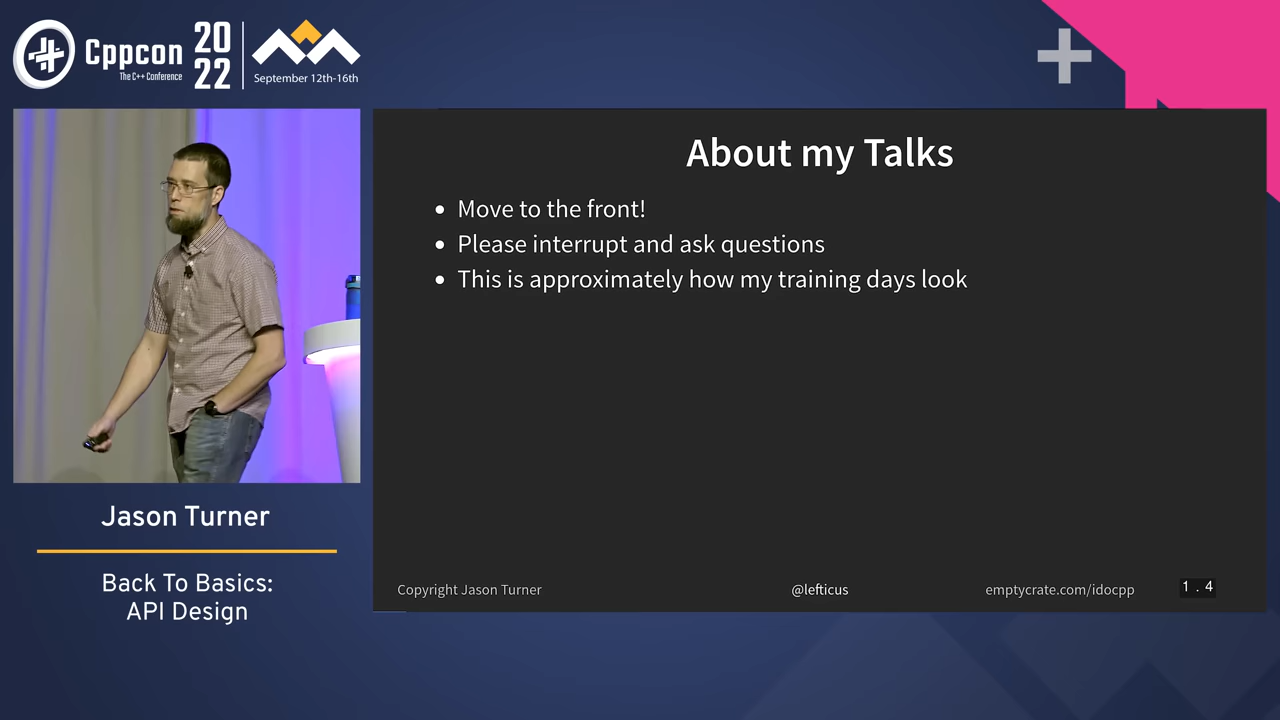 Cppcon
The C++ Conference
20
22
September 12th-16th
About my Talks
Move to the front!
Please interrupt and ask questions
This is approximately how my training days look
Copyright Jason Turner
@lefticus
emptycrate.com/idocpp
1 . 4
Jason Turner
Back To Basics:
API Design